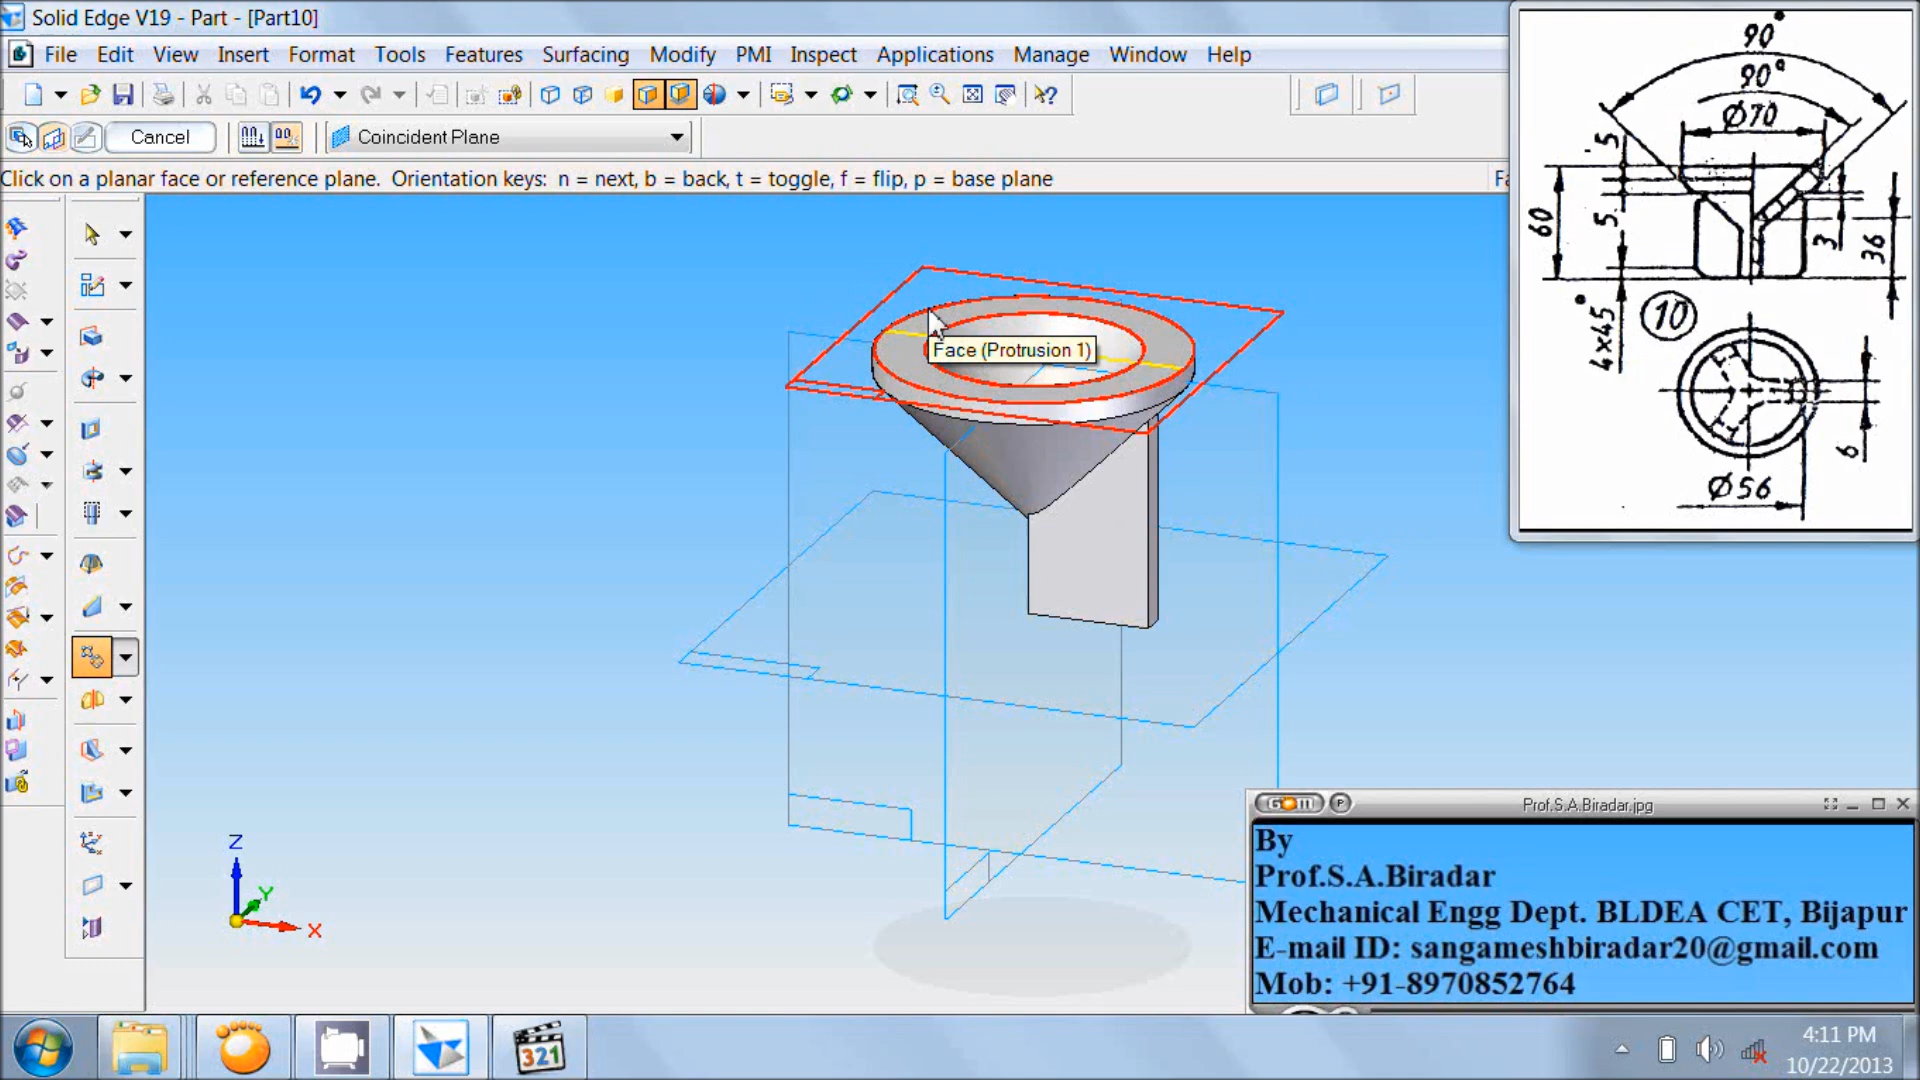 Solid Edge V19 - Part - [Part10]
File Edit View Insert Format Tools Features Surfacing Modify PMI Inspect Applications Manage Window Help
Cancel
Coincident Plane
Click on a planar face or reference plane. Orientation keys: n = next, b = back, t = toggle, f = flip, p = base plane
Face (Protrusion 1)
Z
Y
X
90°
90°
Ø70
5
60
5
3
36
4x45°
10
6
Ø56
Prof.S.A.Biradar.jpg
By
Prof.S.A.Biradar
Mechanical Engg Dept. BLDEA CET, Bijapur
E-mail ID: sangameshbiradar20@gmail.com
Mob: +91-8970852764
321
4:11 PM
10/22/2013